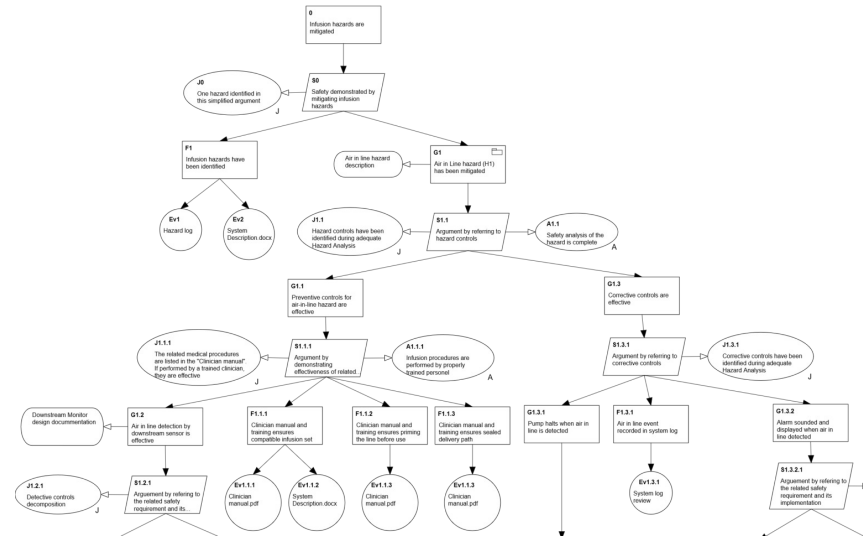 0
Infusion hazards are
mitigated
J0
One hazard identified in
this simplified argument
J
S0
Safety demonstrated by
mitigating infusion
hazards
F1
Infusion hazards have
been identified
Air in line hazard
description
G1
Air in Line hazard (H1)
has been mitigated
Ev1
Hazard log
Ev2
System
Description.docx
J1.1
Hazard controls have been
identified during adequate
Hazard Analysis
J
S1.1
Argument by referring to
hazard controls
A1.1
Safety analysis of the
hazard is complete
A
G1.1
Preventive controls for
air-in-line hazard are
effective
G1.3
Corrective controls are
effective
J1.1.1
The related medical procedures
are listed in the "Clinician manual".
If performed by a trained clinician,
they are effective
J
S1.1.1
Argument by
demonstrating
effectiveness of related...
A1.1.1
Infusion procedures are
performed by properly
trained personel
A
S1.3.1
Argument by referring to
corrective controls
J1.3.1
Corrective controls have been
identified during adequate
Hazard Analysis
J
Downstream Monitor
design docummentation
G1.2
Air in line detection by
downstream sensor is
effective
F1.1.1
Clinician manual and
training ensures
compatible infusion set
F1.1.2
Clinician manual and
training ensures priming
the line before use
F1.1.3
Clinician manual and
training ensures sealed
delivery path
G1.3.1
Pump halts when air in
line is detected
F1.3.1
Air in line event
recorded in system log
G1.3.2
Alarm sounded and
displayed when air in
line detected
J1.2.1
Defective controls
decomposition
J
S1.2.1
Arguement by refering to
the related safety
requirement and its...
Ev1.1.1
Clinician
manual.pdf
Ev1.1.2
System
Description.docx
Ev1.1.3
Clinician
manual.pdf
Ev1.1.3
Clinician
manual.pdf
Ev1.3.1
System log
review
S1.3.2.1
Arguement by refering to
the related safety
requirement and its
implementation